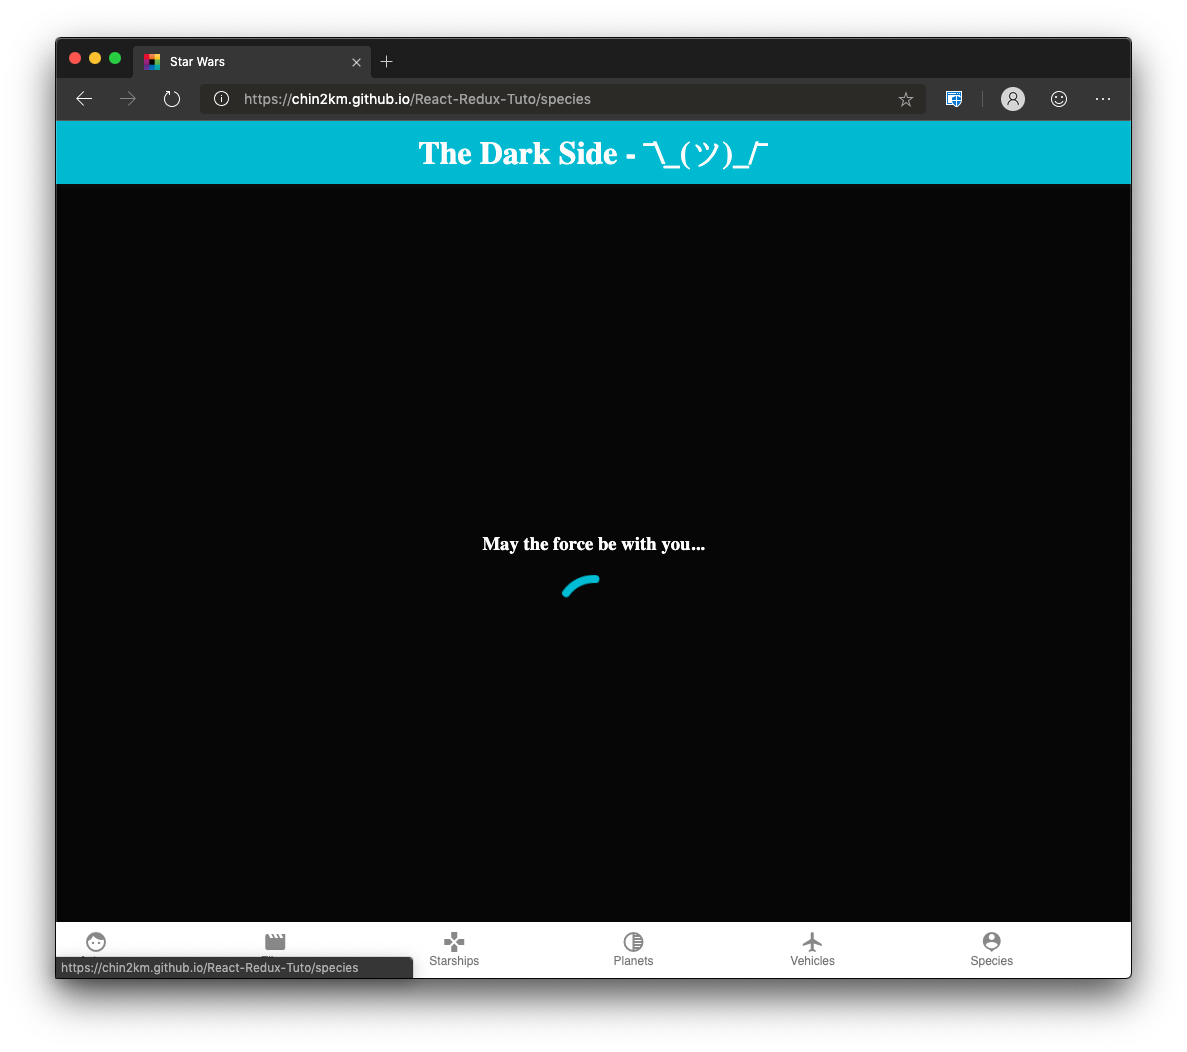 Star Wars
https://chin2km.github.io/React-Redux-Tuto/species
The Dark Side - ¯\_(ツ)_/¯
May the force be with you...
Starships
Planets
Vehicles
Species
https://chin2km.github.io/React-Redux-Tuto/species